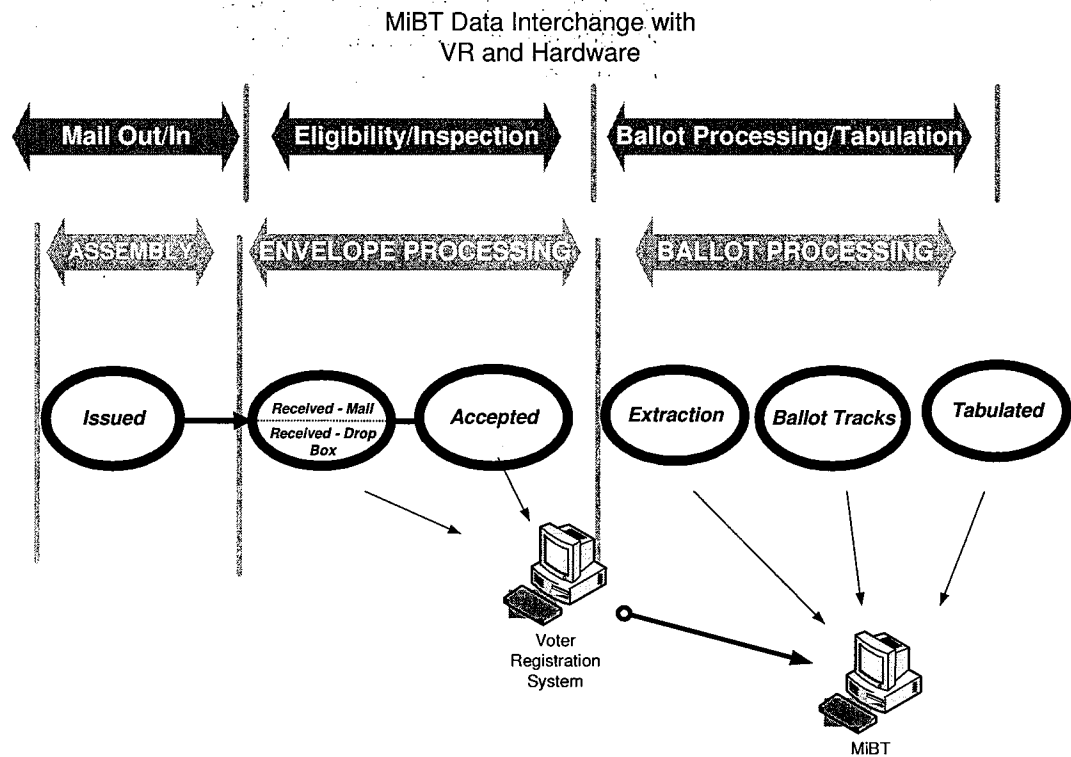 MiBT Data Interchange with
VR and Hardware
Mail Out/In
Eligibility/Inspection
Ballot Processing/Tabulation
ASSEMBLY
ENVELOPE PROCESSING
BALLOT PROCESSING
Issued
Received - Mail
Received - Drop
Box
Accepted
Extraction
Ballot Tracks
Tabulated
Voter
Registration
System
MiBT